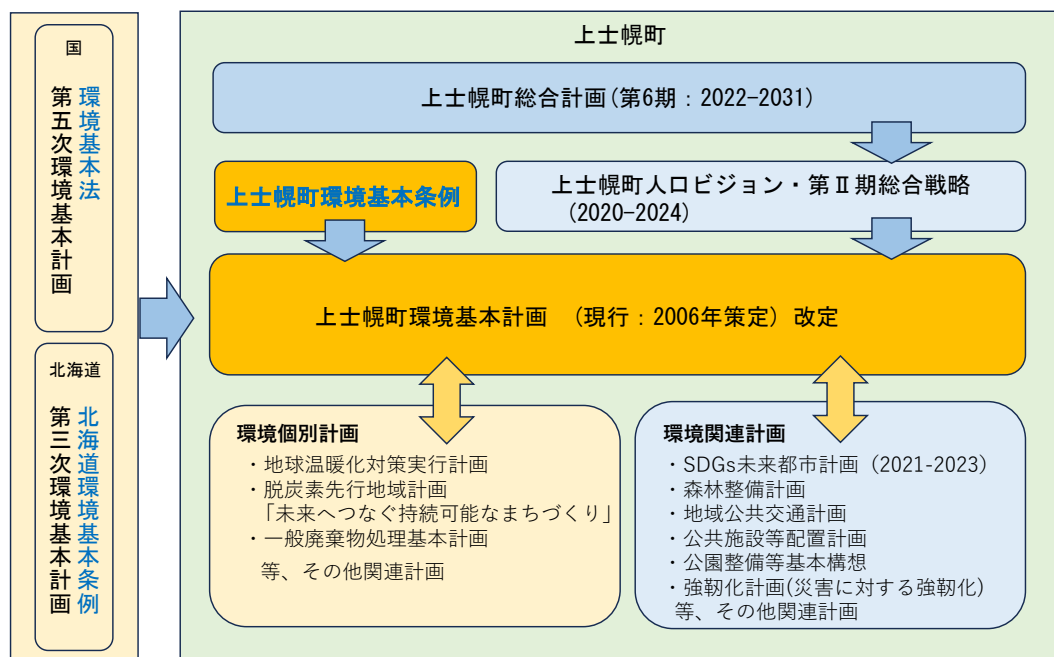 国
環境基本法
第五次環境基本計画
北海道
北海道環境基本条例
第三次環境基本計画
上士幌町
上士幌町総合計画(第6期：2022-2031)
上士幌町環境基本条例
上士幌町人口ビジョン・第Ⅱ期総合戦略
(2020-2024)
上士幌町環境基本計画　(現行：2006年策定) 改定
環境個別計画
・地球温暖化対策実行計画
・脱炭素先行地域計画
「未来へつなぐ持続可能なまちづくり」
・一般廃棄物処理基本計画
等、その他関連計画
環境関連計画
・SDGs未来都市計画（2021-2023）
・森林整備計画
・地域公共交通計画
・公共施設等配置計画
・公園整備等基本構想
・強靭化計画(災害に対する強靭化)
等、その他関連計画